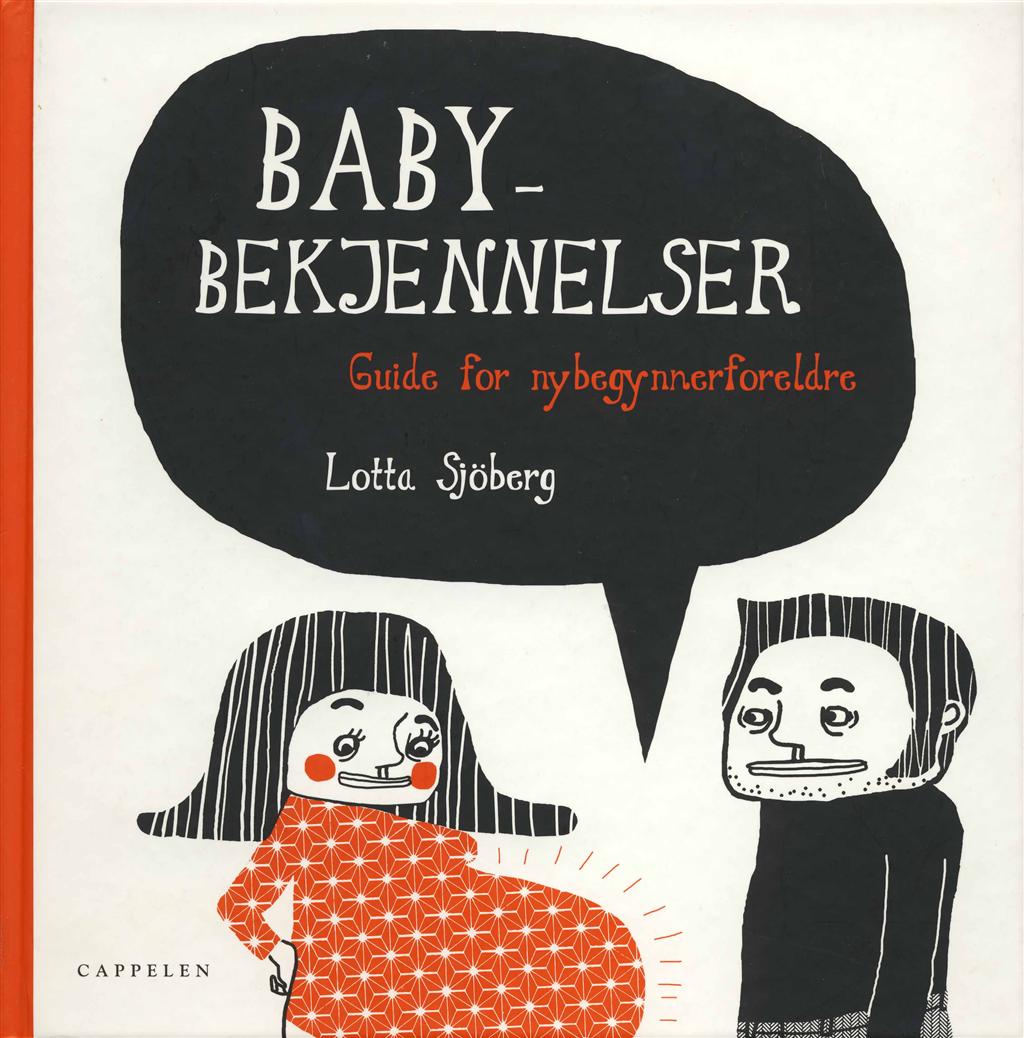 BABY-
BEKJENNELSER
Guide for nybegynnerforeldre
Lotta Sjöberg
CAPPELEN